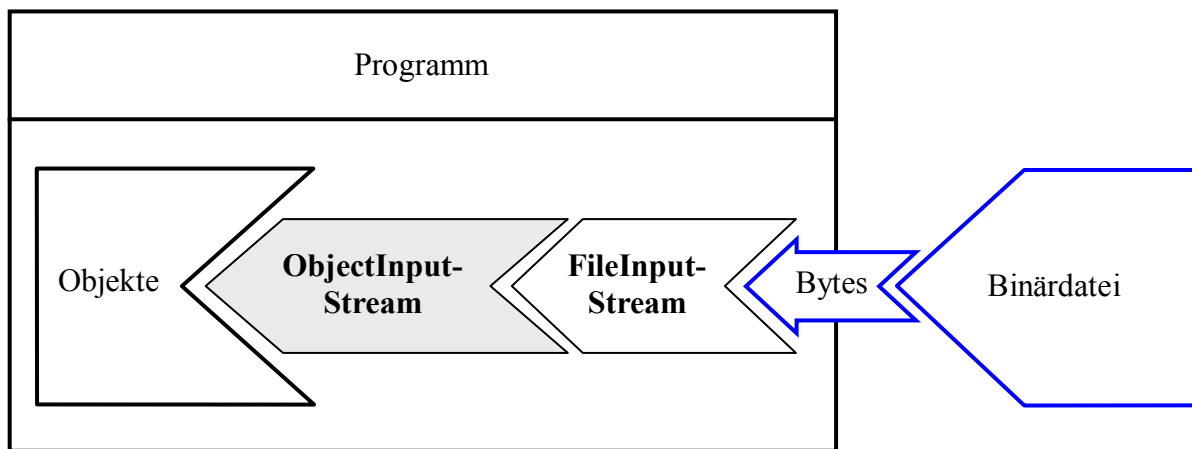 Programm
Objekte
ObjectInput-
Stream
FileInput-
Stream
Bytes
Binärdatei